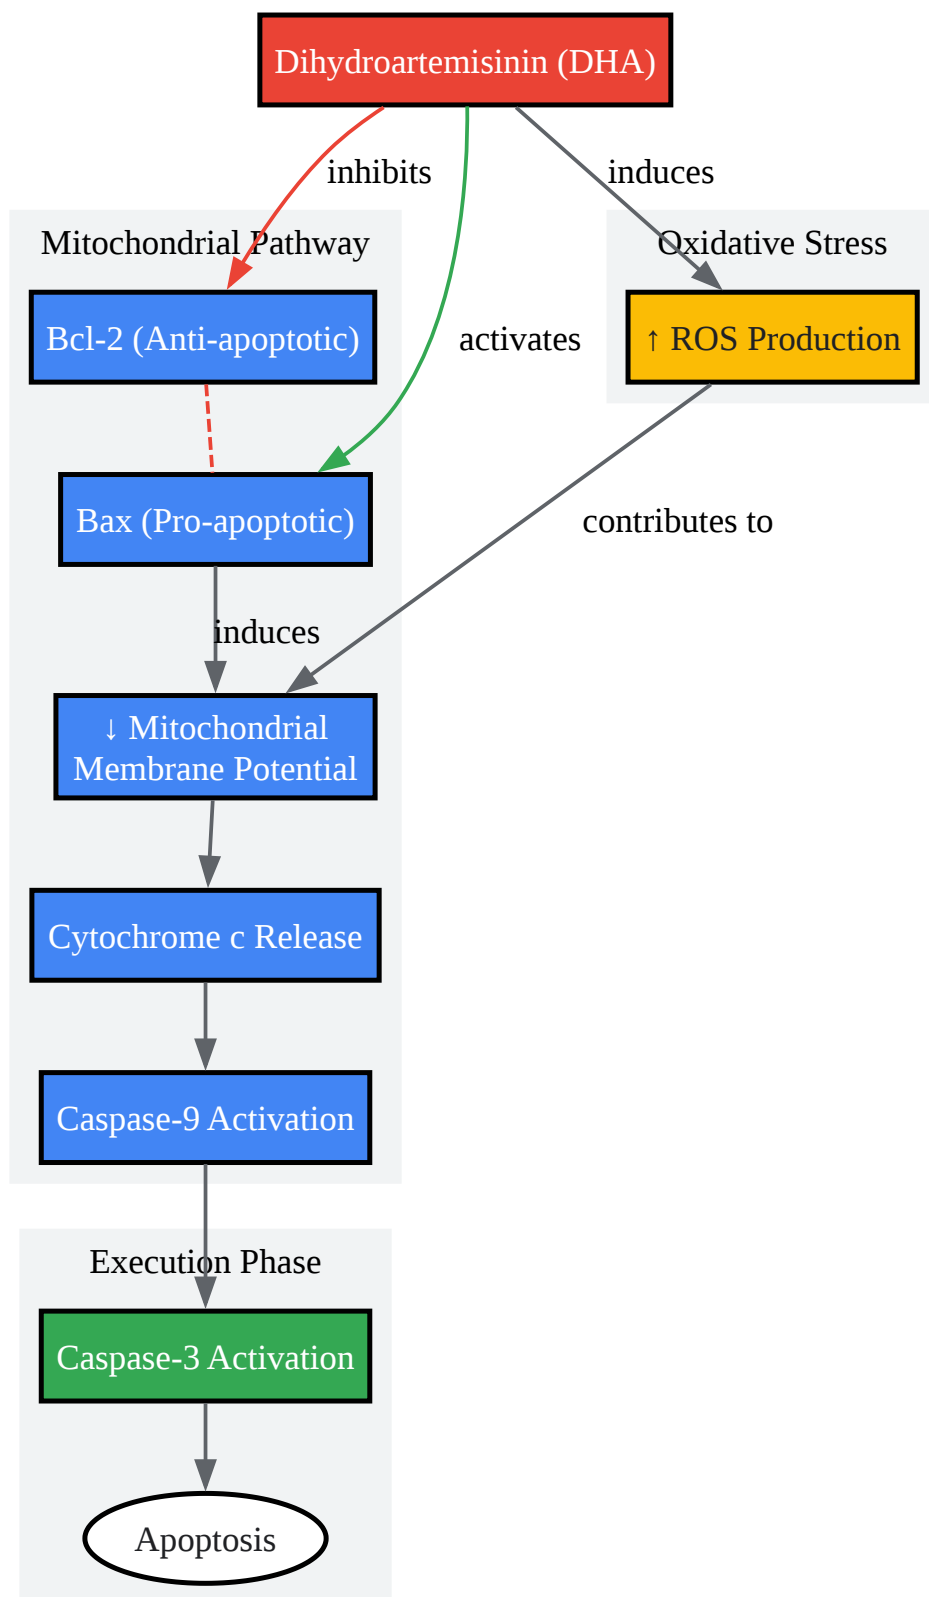 Dihydroartemisinin (DHA)
inhibits
induces
Mitochondrial Pathway
Oxidative Stress
Bcl-2 (Anti-apoptotic)
activates
↑ ROS Production
Bax (Pro-apoptotic)
contributes to
induces
↓ Mitochondrial
Membrane Potential
Cytochrome c Release
Caspase-9 Activation
Execution Phase
Caspase-3 Activation
Apoptosis